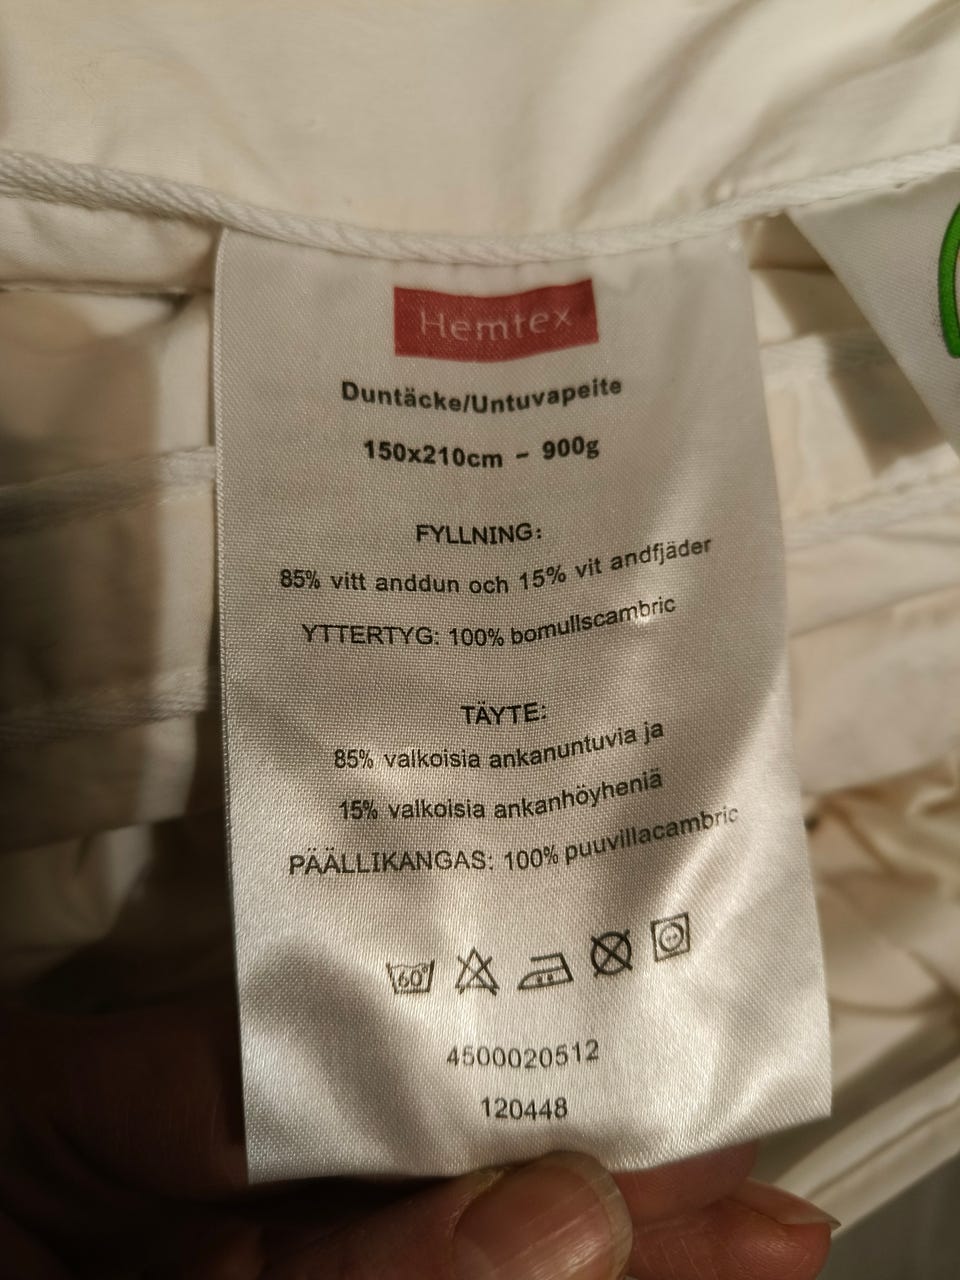 Hemtex
Duntäcke/Untuvapeite
150x210cm - 900g
FYLLNING:
85% vitt anddun och 15% vit andfjäder
YTTERTYG: 100% bomullscambric
TÄYTE:
85% valkoisia ankanuntuvia ja
15% valkoisia ankanhöyheniä
PÄÄLLIKANGAS: 100% puuvillacambric
60°
4500020512
120448